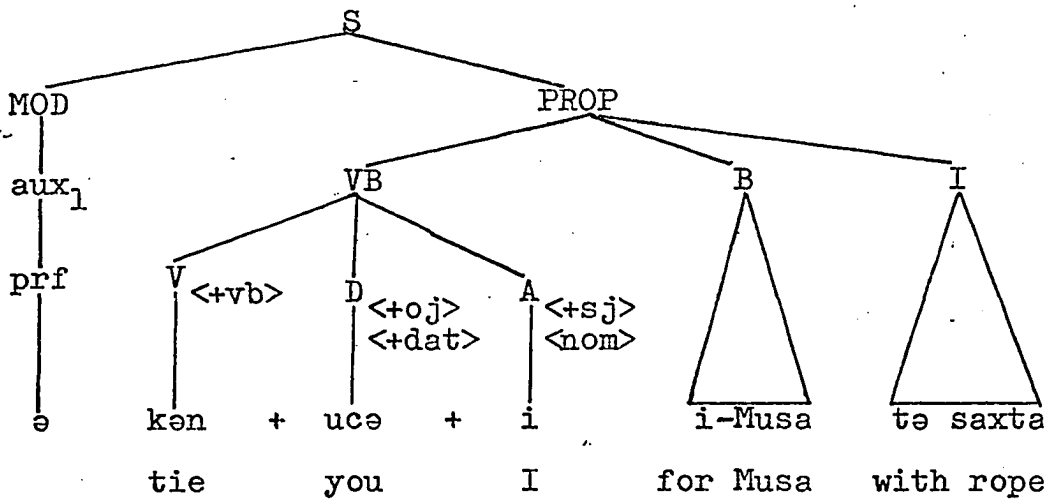 S
MOD PROP
aux1 VB B I
prf V <+vb> D <+oj> A <+sj>
<+dat> <nom>
ə kən + ucə + i i-Musa tə saxta
tie you I for Musa with rope